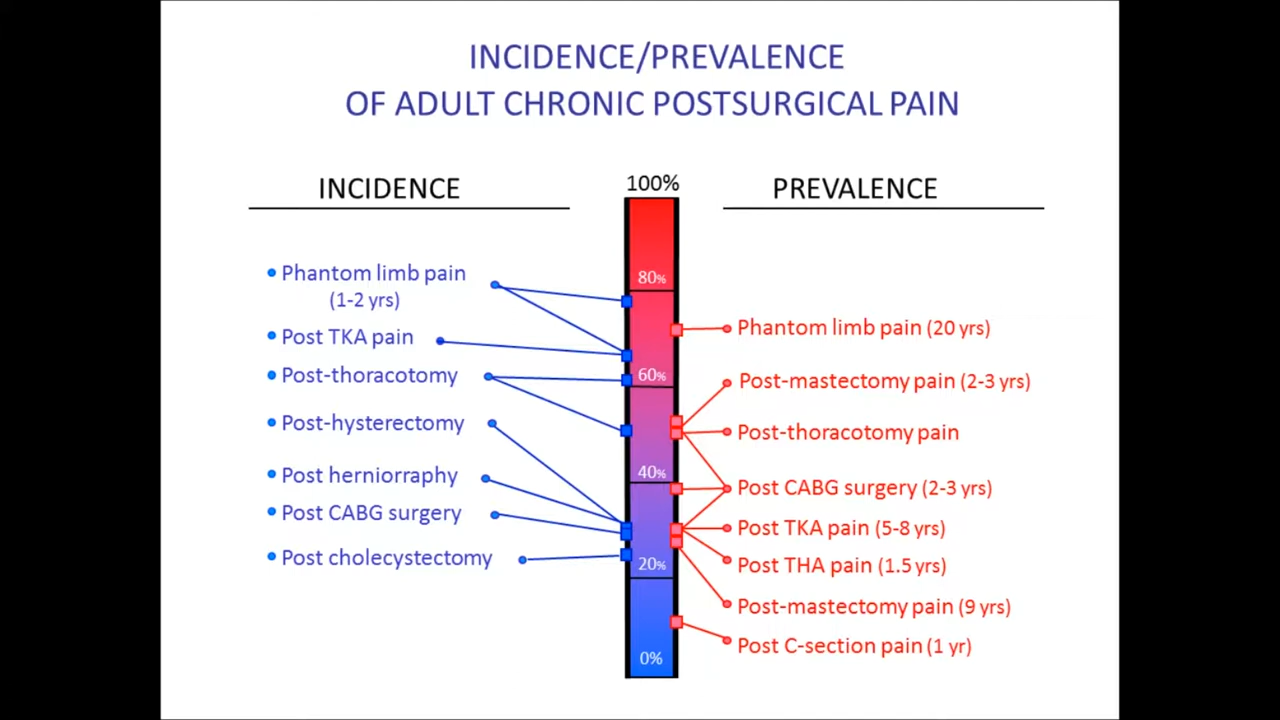 INCIDENCE/PREVALENCE
OF ADULT CHRONIC POSTSURGICAL PAIN
INCIDENCE
• Phantom limb pain
(1-2 yrs)
• Post TKA pain
• Post-thoracotomy
• Post-hysterectomy
• Post herniorraphy
• Post CABG surgery
• Post cholecystectomy
100%
80%
60%
40%
20%
0%
PREVALENCE
Phantom limb pain (20 yrs)
Post-mastectomy pain (2-3 yrs)
Post-thoracotomy pain
Post CABG surgery (2-3 yrs)
Post TKA pain (5-8 yrs)
Post THA pain (1.5 yrs)
Post-mastectomy pain (9 yrs)
Post C-section pain (1 yr)